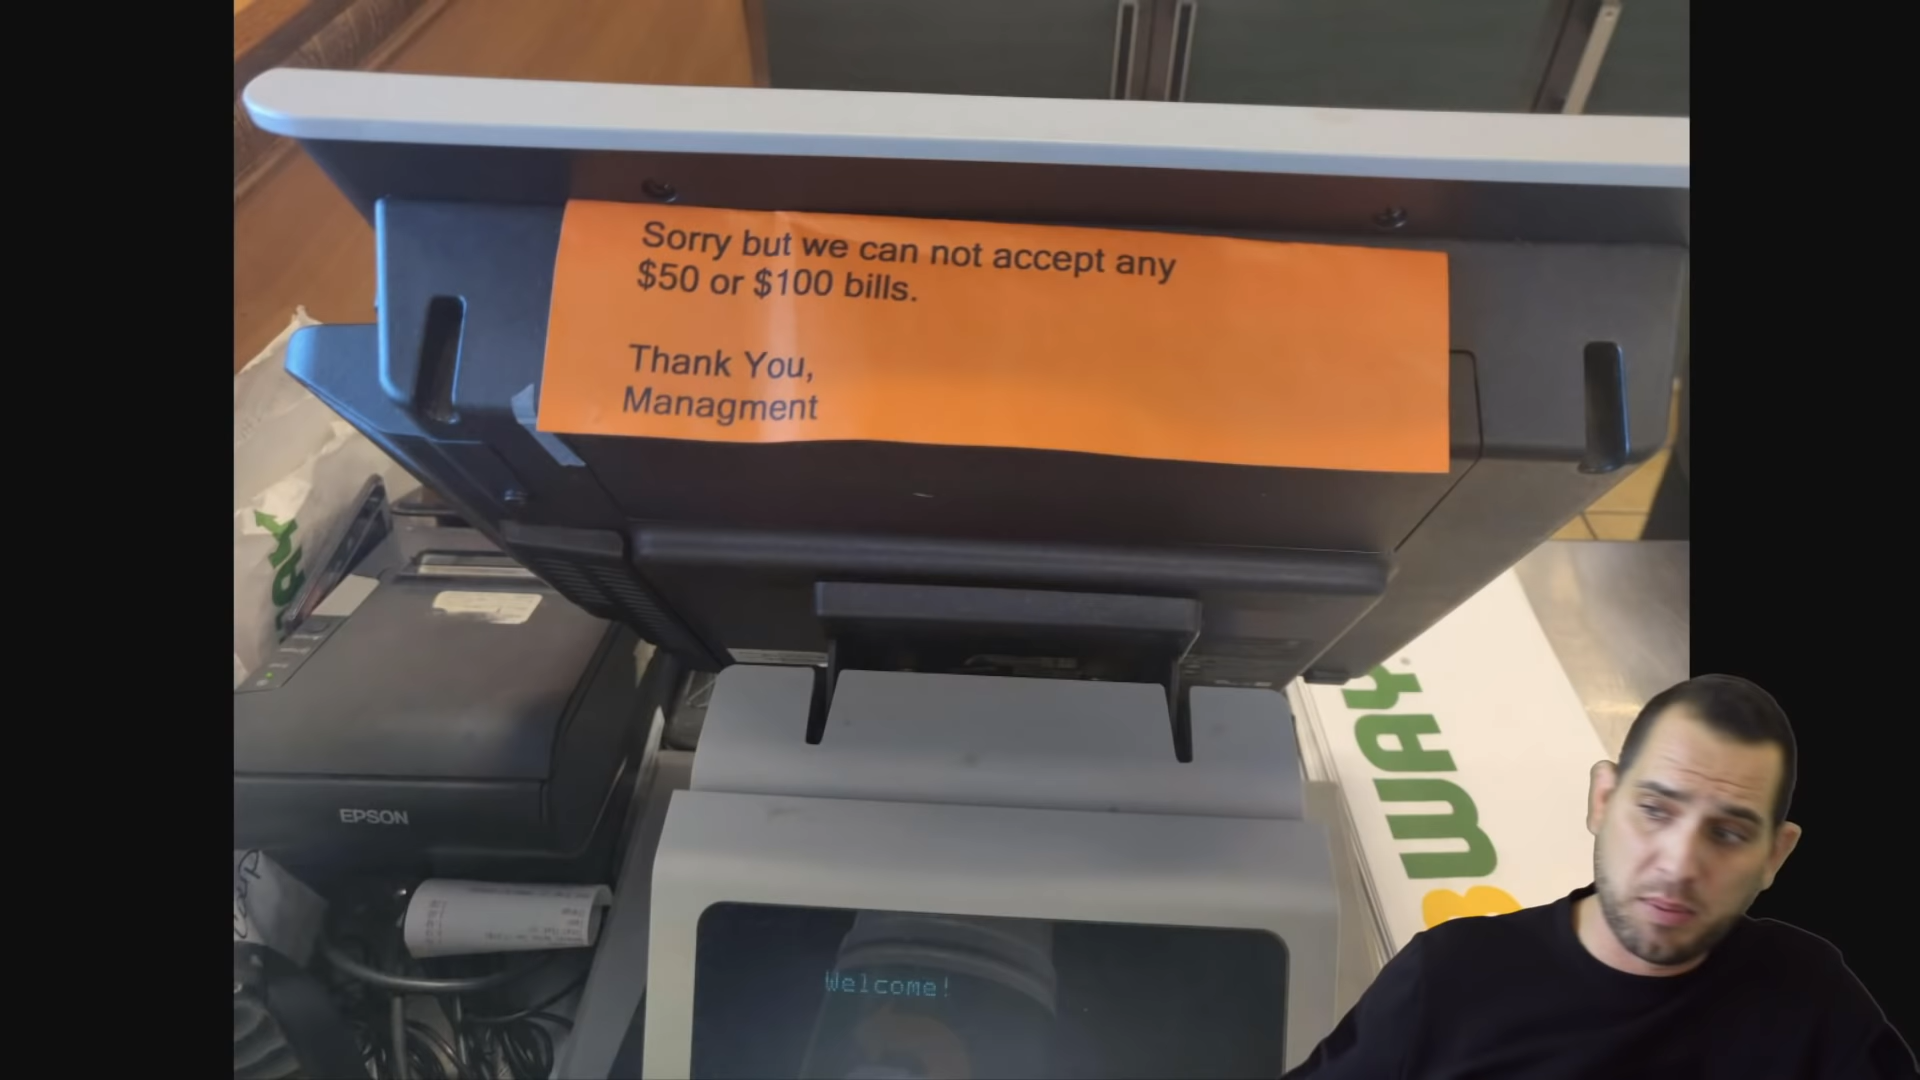 Sorry but we can not accept any
$50 or $100 bills.
Thank You,
Managment
EPSON
WAY
Welcome!